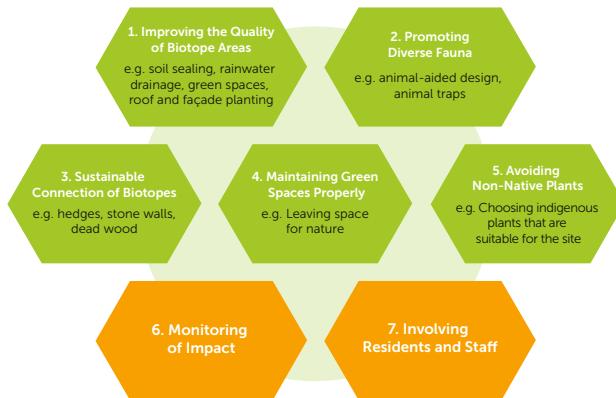 1. Improving the Quality
of Biotope Areas
e.g. soil sealing, rainwater
drainage, green spaces,
roof and façade planting
2. Promoting
Diverse Fauna
e.g. animal-aided design,
animal traps
3. Sustainable
Connection of Biotopes
e.g. hedges, stone walls,
dead wood
4. Maintaining Green
Spaces Properly
e.g. Leaving space
for nature
5. Avoiding
Non-Native Plants
e.g. Choosing indigenous
plants that are
suitable for the site
6. Monitoring
of Impact
7. Involving
Residents and Staff